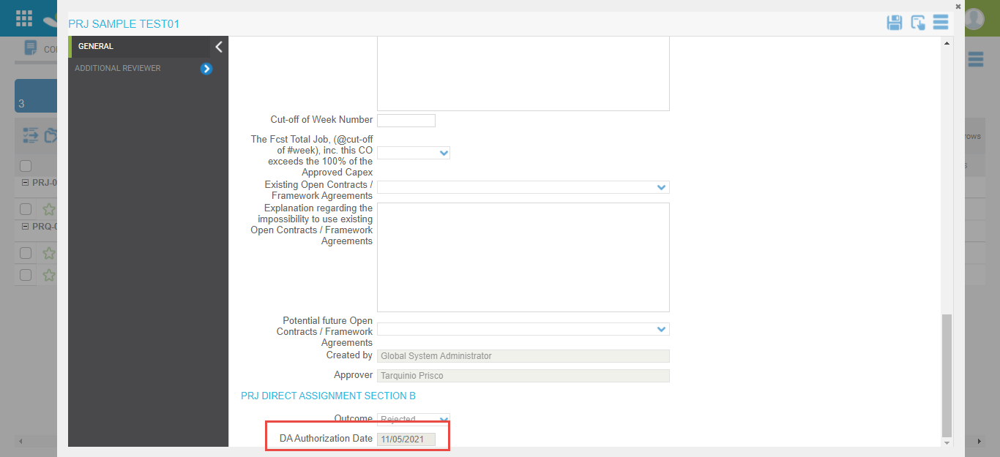 PRJ SAMPLE TEST01
GENERAL
ADDITIONAL REVIEWER
3
PRJ-0
PRQ-0
rows
Cut-off of Week Number
The Fcst Total Job, (@cut-off
of #week), inc. this CO
exceeds the 100% of the
Approved Capex
Existing Open Contracts /
Framework Agreements
Explanation regarding the
impossibility to use existing
Open Contracts / Framework
Agreements
Potential future Open
Contracts / Framework
Agreements
Created by Global System Administrator
Approver Tarquinio Prisco
PRJ DIRECT ASSIGNMENT SECTION B
Outcome Rejected
DA Authorization Date 11/05/2021